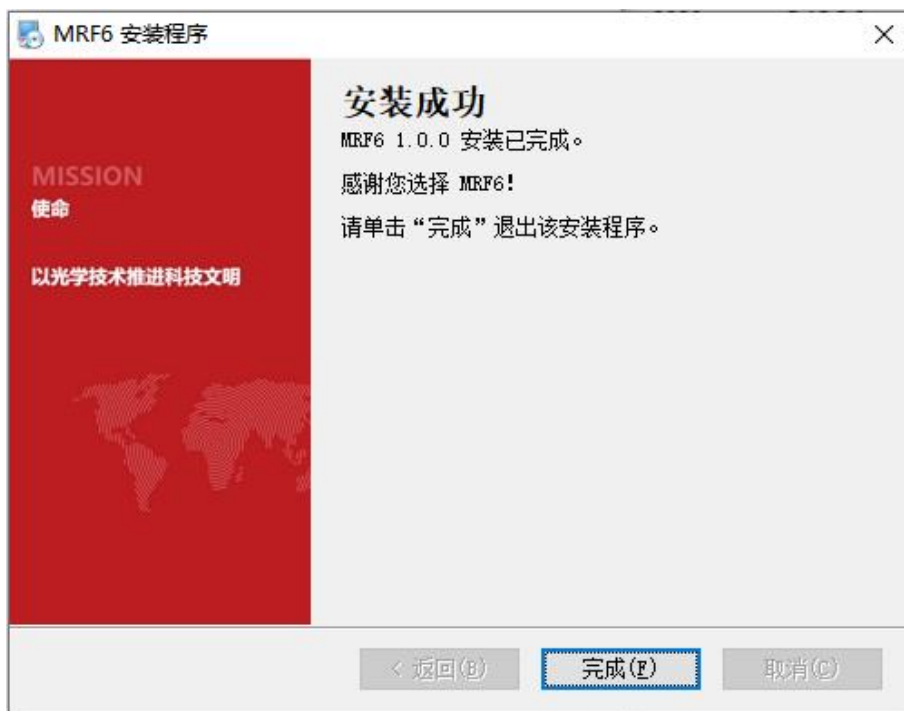 MRF6 安装程序
MISSION
使命
以光学技术推进科技文明
安装成功
MRF6 1.0.0 安装已完成。
感谢您选择 MRF6!
请单击“完成”退出该安装程序。
< 返回(B)
完成(F)
取消(C)